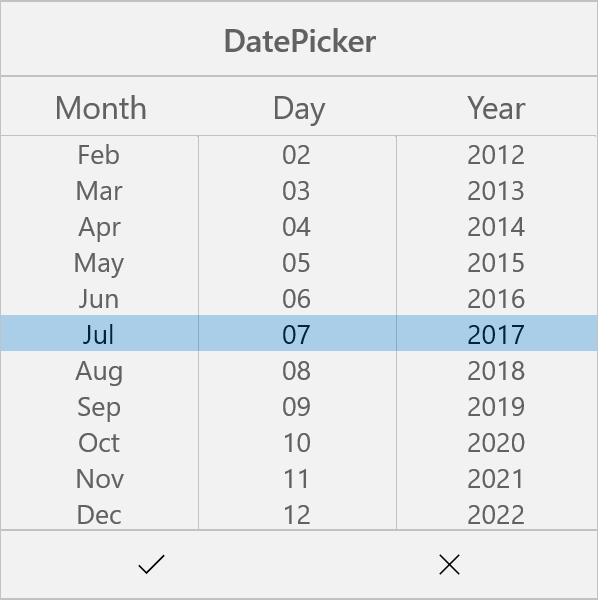 DatePicker
Month Day Year
Feb 02 2012
Mar 03 2013
Apr 04 2014
May 05 2015
Jun 06 2016
Jul 07 2017
Aug 08 2018
Sep 09 2019
Oct 10 2020
Nov 11 2021
Dec 12 2022